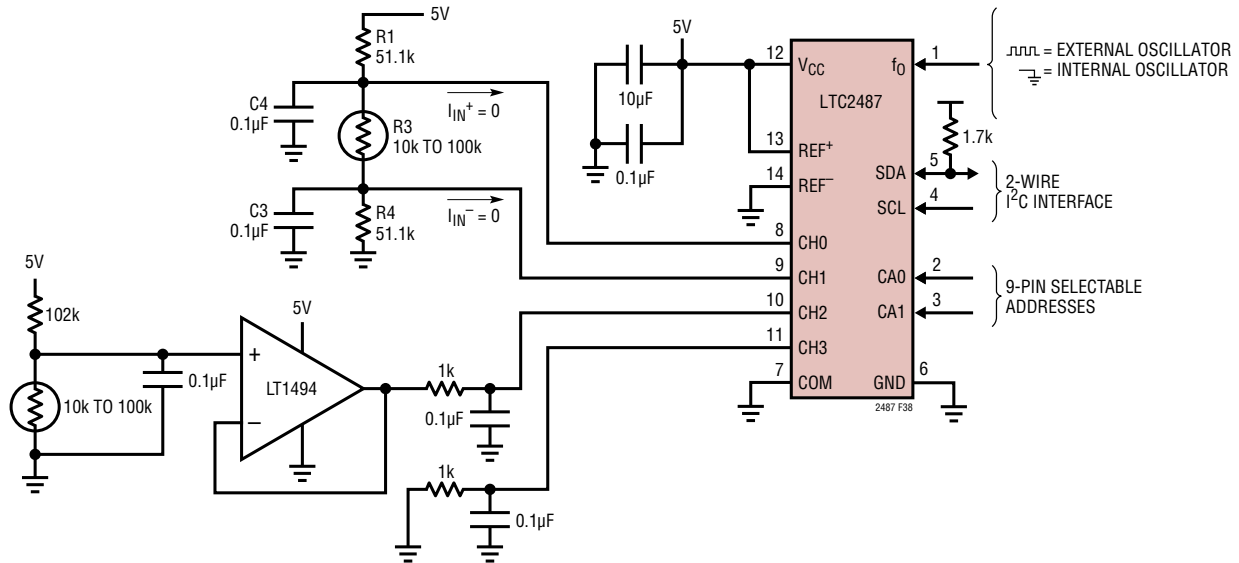 5V
R1
51.1k
C4
0.1µF
I_IN⁺ = 0
R3
10k TO 100k
C3
0.1µF
R4
51.1k
I_IN⁻ = 0
5V
102k
0.1µF
10k TO 100k
5V
+
LT1494
−
1k
0.1µF
1k
0.1µF
5V
10µF
0.1µF
12
V_CC
13
REF⁺
14
REF⁻
8
CH0
9
CH1
10
CH2
11
CH3
7
COM
LTC2487
f_O
1
= EXTERNAL OSCILLATOR
= INTERNAL OSCILLATOR
1.7k
SDA
5
SCL
4
2-WIRE
I²C INTERFACE
CA0
2
CA1
3
9-PIN SELECTABLE
ADDRESSES
GND
6
2487 F38